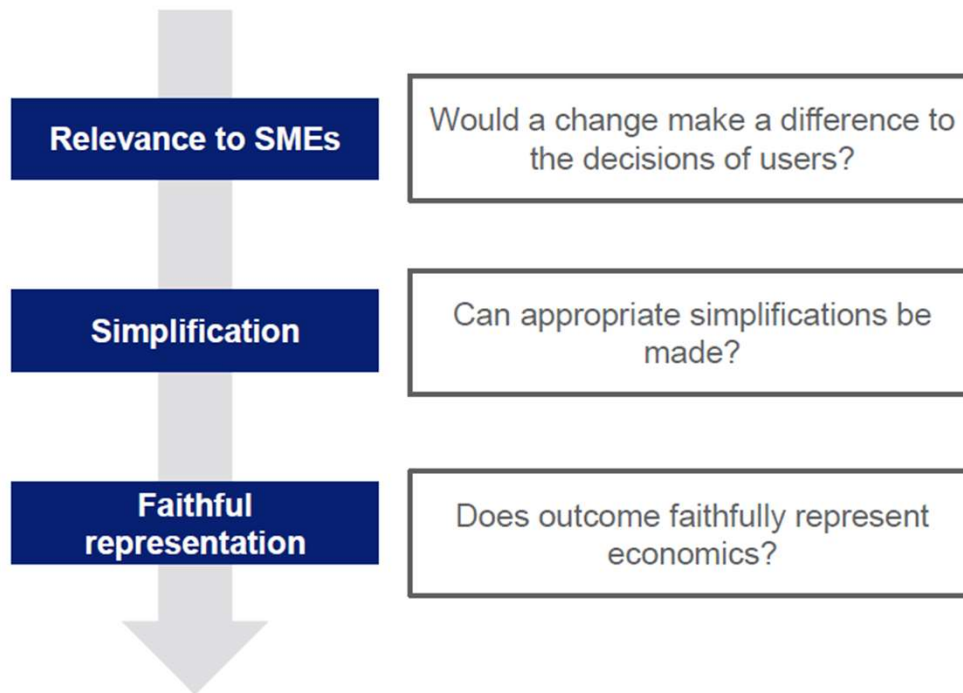 Relevance to SMEs
Would a change make a difference to
the decisions of users?
Simplification
Can appropriate simplifications be
made?
Faithful
representation
Does outcome faithfully represent
economics?